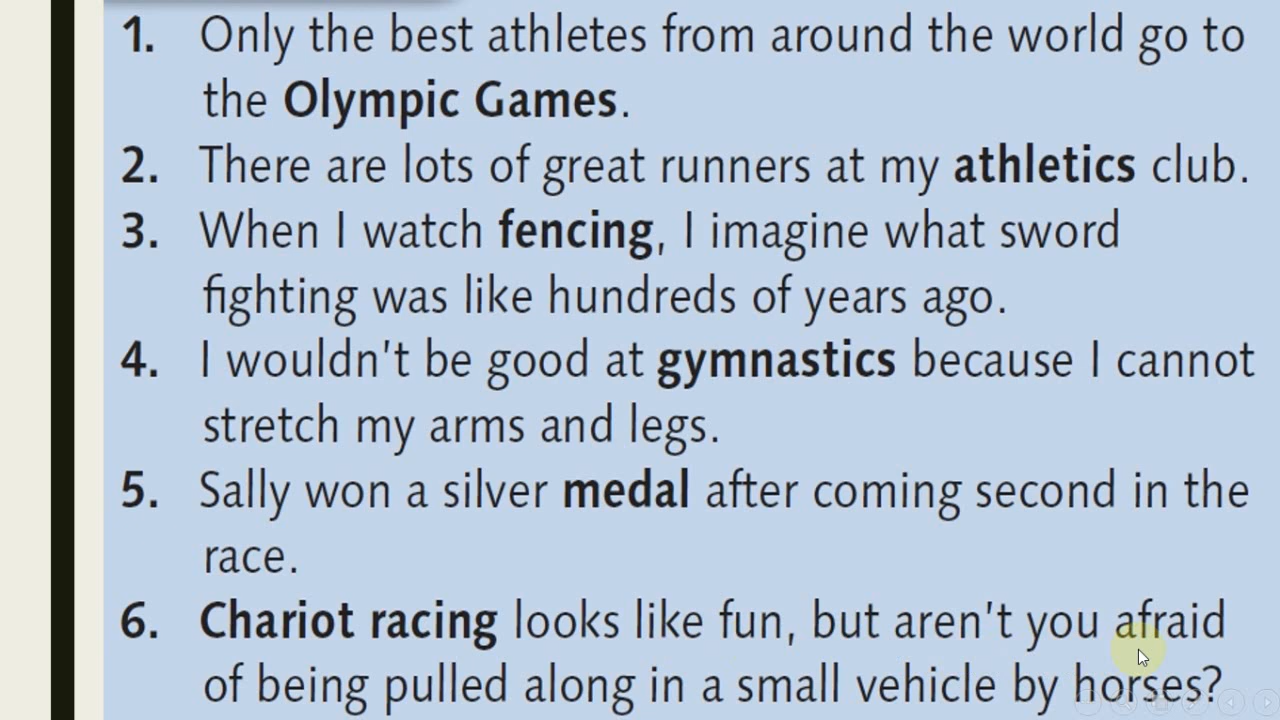 1. Only the best athletes from around the world go to
the Olympic Games.
2. There are lots of great runners at my athletics club.
3. When I watch fencing, I imagine what sword
fighting was like hundreds of years ago.
4. I wouldn't be good at gymnastics because I cannot
stretch my arms and legs.
5. Sally won a silver medal after coming second in the
race.
6. Chariot racing looks like fun, but aren't you afraid
of being pulled along in a small vehicle by horses?